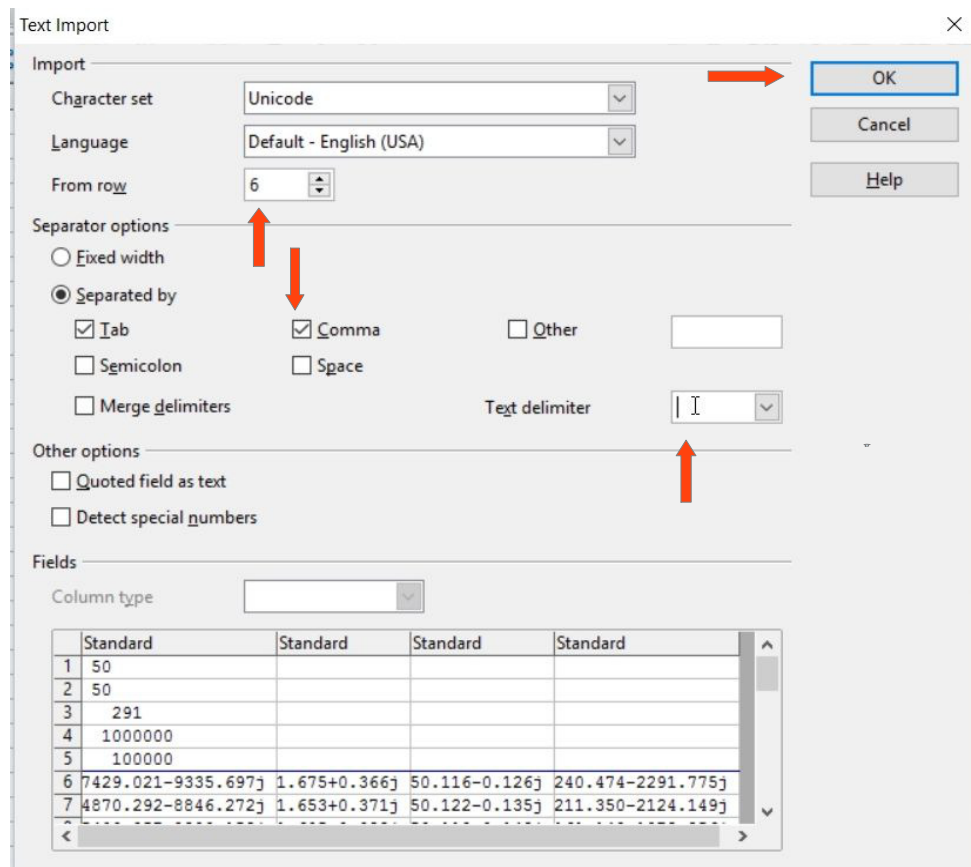 Text Import
Import
OK
Character set Unicode
Cancel
Language Default - English (USA)
From row 6
Help
Separator options
Fixed width
Separated by
Tab Comma Other
Semicolon Space
Merge delimiters Text delimiter
Other options
Quoted field as text
Detect special numbers
Fields
Column type
Standard Standard Standard Standard
1 50
2 50
3 291
4 1000000
5 100000
6 7429.021-9335.697j 1.675+0.366j 50.116-0.126j 240.474-2291.775j
7 4870.292-8846.272j 1.653+0.371j 50.122-0.135j 211.350-2124.149j